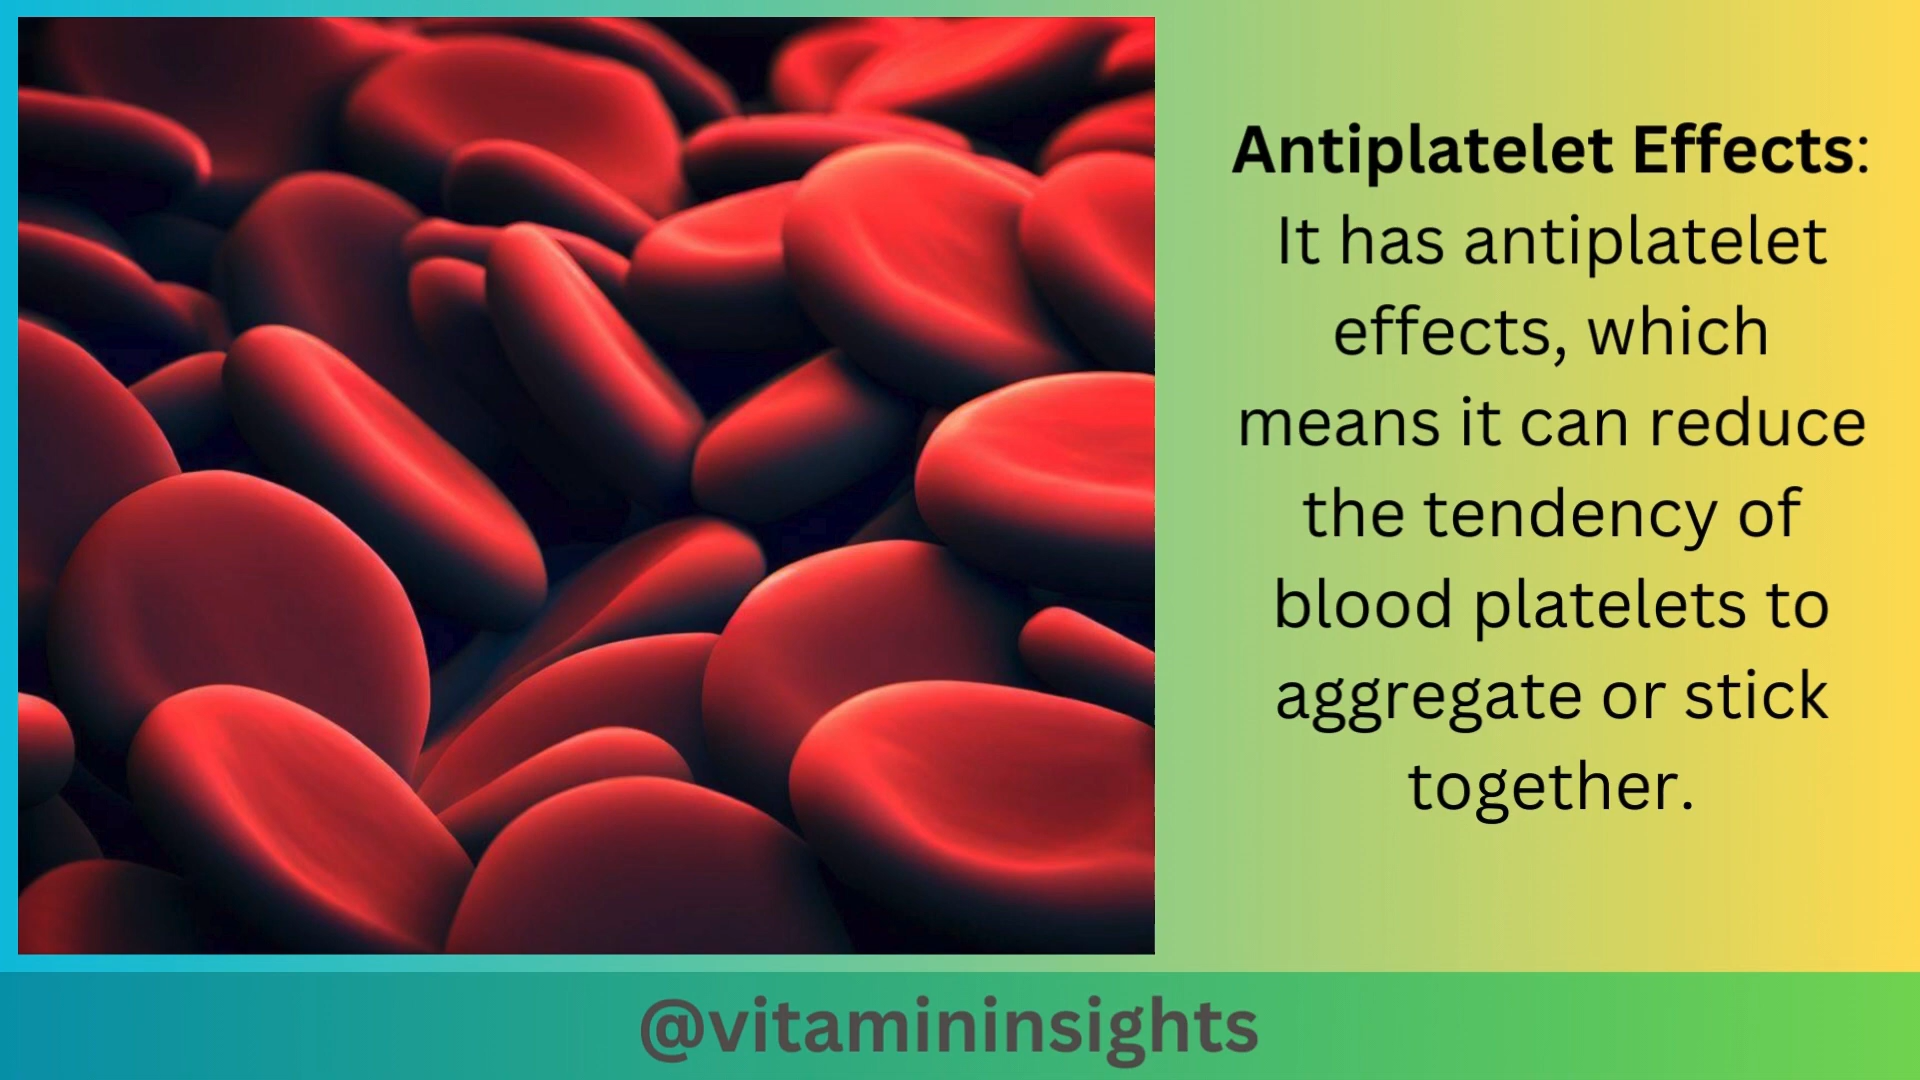 Antiplatelet Effects:
It has antiplatelet
effects, which
means it can reduce
the tendency of
blood platelets to
aggregate or stick
together.
@vitamininsights